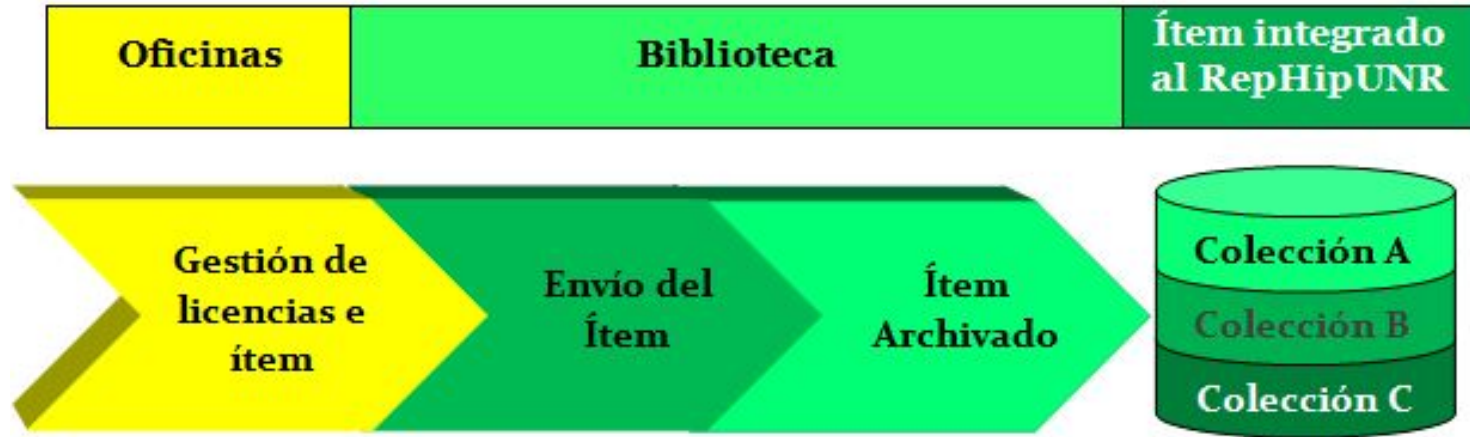 Oficinas
Biblioteca
Ítem integrado
al RepHipUNR
Gestión de
licencias e
ítem
Envío del
Ítem
Ítem
Archivado
Colección A
Colección B
Colección C